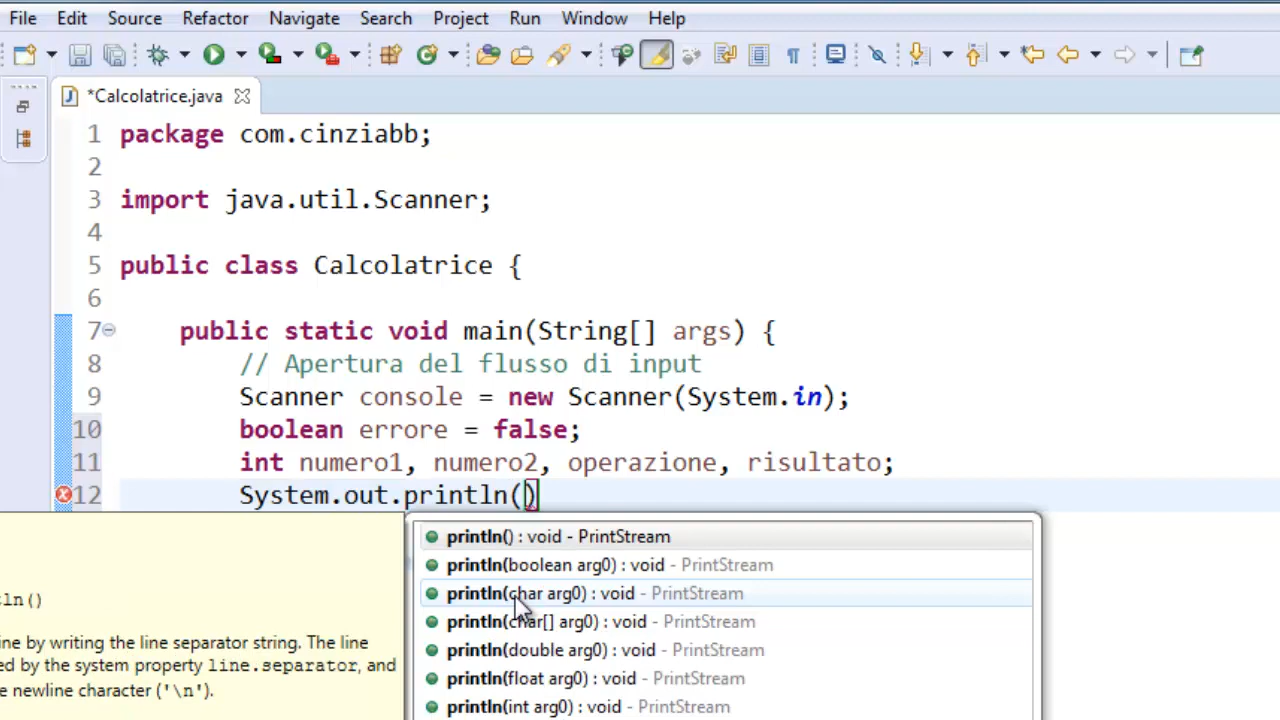 File Edit Source Refactor Navigate Search Project Run Window Help
*Calcolatrice.java
1 package com.cinziabb;
2
3 import java.util.Scanner;
4
5 public class Calcolatrice {
6
7 public static void main(String[] args) {
8 // Apertura del flusso di input
9 Scanner console = new Scanner(System.in);
10 boolean errore = false;
11 int numero1, numero2, operazione, risultato;
12 System.out.println()
println() : void - PrintStream
println(boolean arg0) : void - PrintStream
println(char arg0) : void - PrintStream
println(char[] arg0) : void - PrintStream
println(double arg0) : void - PrintStream
println(float arg0) : void - PrintStream
println(int arg0) : void - PrintStream
ln()
ine by writing the line separator string. The line
ed by the system property line.separator, and
e newline character ('\n').